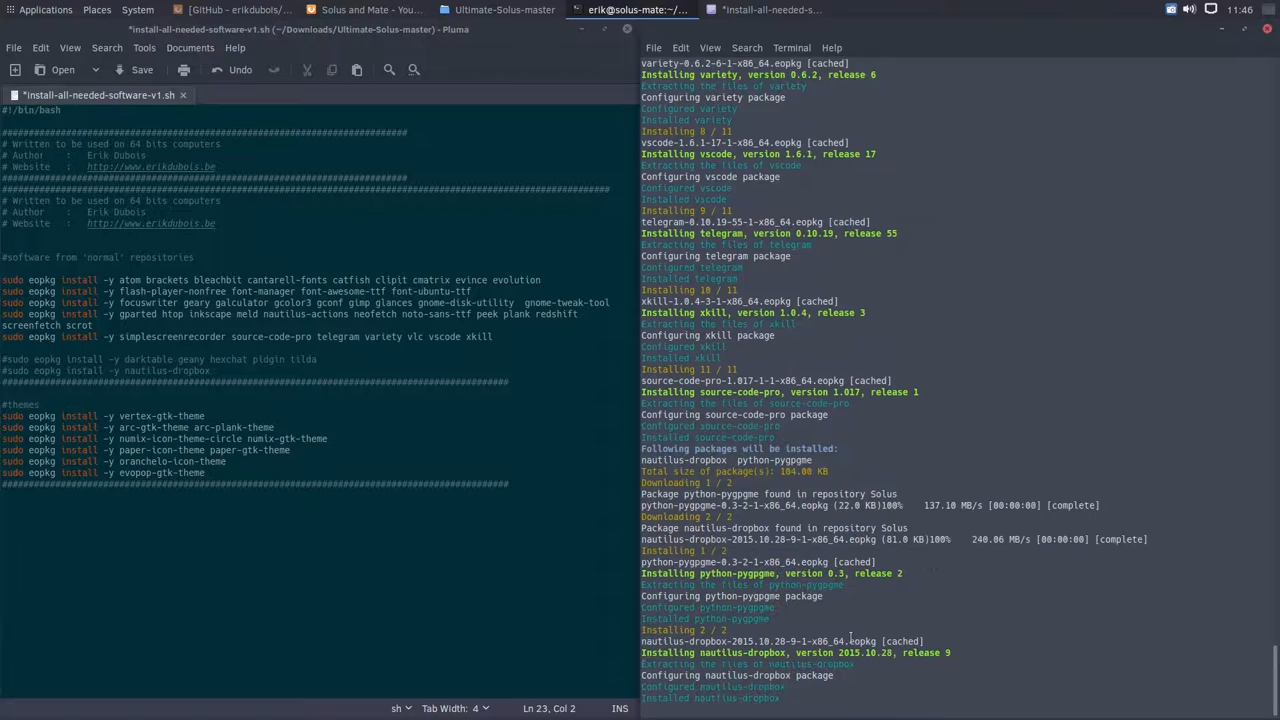 Applications Places System [GitHub - erikdubois/... Solus and Mate - You... Ultimate-Solus-master erik@solus-mate:~/... *install-all-needed-s... 11:46
*install-all-needed-software-v1.sh (~/Downloads/Ultimate-Solus-master) - Pluma
File Edit View Search Tools Documents Help
Open Save Undo
*install-all-needed-software-v1.sh
#!/bin/bash
##############################################################################
# Written to be used on 64 bits computers
# Author : Erik Dubois
# Website : http://www.erikdubois.be
##############################################################################
#####################################################################################################################
# Written to be used on 64 bits computers
# Author : Erik Dubois
# Website : http://www.erikdubois.be
#software from 'normal' repositories
sudo eopkg install -y atom brackets bleachbit cantarell-fonts catfish clipit cmatrix evince evolution
sudo eopkg install -y flash-player-nonfree font-manager font-awesome-ttf font-ubuntu-ttf
sudo eopkg install -y focuswriter geary galculator gcolor3 gconf gimp glances gnome-disk-utility gnome-tweak-tool
sudo eopkg install -y gparted htop inkscape meld nautilus-actions neofetch noto-sans-ttf peek plank redshift
screenfetch scrot
sudo eopkg install -y simplescreenrecorder source-code-pro telegram variety vlc vscode xkill
#sudo eopkg install -y darktable geany hexchat pidgin tilda
#sudo eopkg install -y nautilus-dropbox
##################################################################################################
#themes
sudo eopkg install -y vertex-gtk-theme
sudo eopkg install -y arc-gtk-theme arc-plank-theme
sudo eopkg install -y numix-icon-theme-circle numix-gtk-theme
sudo eopkg install -y paper-icon-theme paper-gtk-theme
sudo eopkg install -y oranchelo-icon-theme
sudo eopkg install -y evopop-gtk-theme
##################################################################################################
sh Tab Width: 4 Ln 23, Col 2 INS
File Edit View Search Terminal Help
variety-0.6.2-6-1-x86_64.eopkg [cached]
Installing variety, version 0.6.2, release 6
Extracting the files of variety
Configuring variety package
Configured variety
Installed variety
Installing 8 / 11
vscode-1.6.1-17-1-x86_64.eopkg [cached]
Installing vscode, version 1.6.1, release 17
Extracting the files of vscode
Configuring vscode package
Configured vscode
Installed vscode
Installing 9 / 11
telegram-0.10.19-55-1-x86_64.eopkg [cached]
Installing telegram, version 0.10.19, release 55
Extracting the files of telegram
Configuring telegram package
Configured telegram
Installed telegram
Installing 10 / 11
xkill-1.0.4-3-1-x86_64.eopkg [cached]
Installing xkill, version 1.0.4, release 3
Extracting the files of xkill
Configuring xkill package
Configured xkill
Installed xkill
Installing 11 / 11
source-code-pro-1.017-1-1-x86_64.eopkg [cached]
Installing source-code-pro, version 1.017, release 1
Extracting the files of source-code-pro
Configuring source-code-pro package
Configured source-code-pro
Installed source-code-pro
Following packages will be installed:
nautilus-dropbox python-pygpgme
Total size of package(s): 104.00 KB
Downloading 1 / 2
Package python-pygpgme found in repository Solus
python-pygpgme-0.3-2-1-x86_64.eopkg (22.0 KB)100% 137.10 MB/s [00:00:00] [complete]
Downloading 2 / 2
Package nautilus-dropbox found in repository Solus
nautilus-dropbox-2015.10.28-9-1-x86_64.eopkg (81.0 KB)100% 240.06 MB/s [00:00:00] [complete]
Installing 1 / 2
python-pygpgme-0.3-2-1-x86_64.eopkg [cached]
Installing python-pygpgme, version 0.3, release 2
Extracting the files of python-pygpgme
Configuring python-pygpgme package
Configured python-pygpgme
Installed python-pygpgme
Installing 2 / 2
nautilus-dropbox-2015.10.28-9-1-x86_64.eopkg [cached]
Installing nautilus-dropbox, version 2015.10.28, release 9
Extracting the files of nautilus-dropbox
Configuring nautilus-dropbox package
Configured nautilus-dropbox
Installed nautilus-dropbox